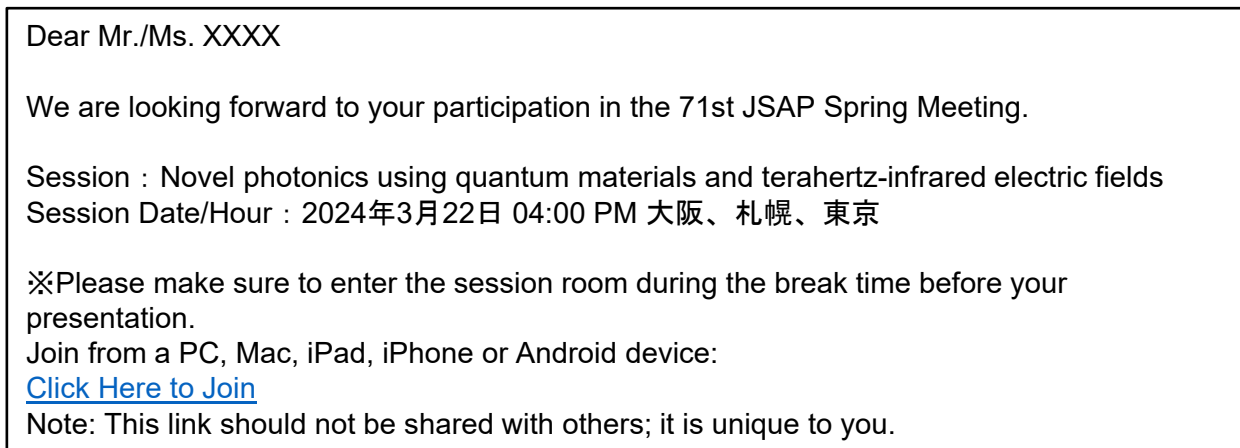 Dear Mr./Ms. XXXX
We are looking forward to your participation in the 71st JSAP Spring Meeting.
Session：Novel photonics using quantum materials and terahertz-infrared electric fields
Session Date/Hour：2024年3月22日 04:00 PM 大阪、札幌、東京
※Please make sure to enter the session room during the break time before your
presentation.
Join from a PC, Mac, iPad, iPhone or Android device:
Click Here to Join
Note: This link should not be shared with others; it is unique to you.